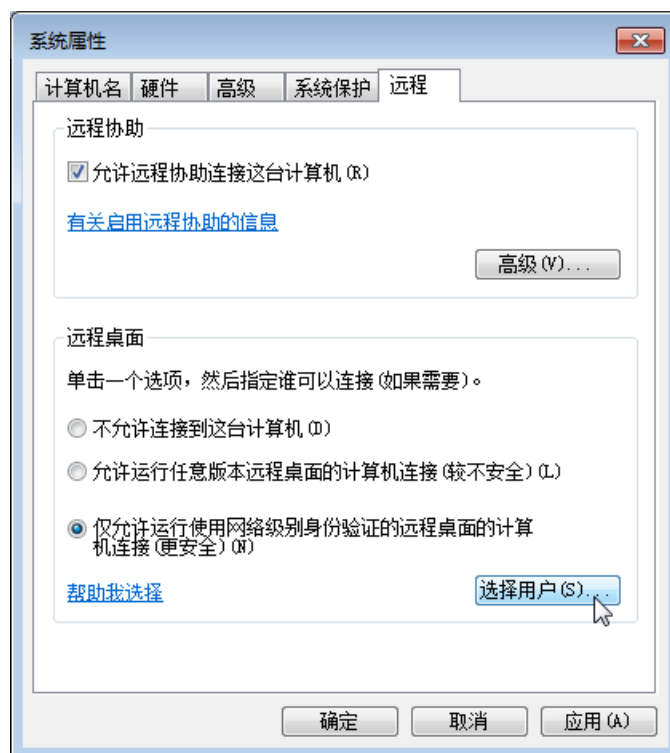 系统属性
计算机名 硬件 高级 系统保护 远程
远程协助
允许远程协助连接这台计算机(R)
有关启用远程协助的信息
高级(V)...
远程桌面
单击一个选项，然后指定谁可以连接(如果需要)。
不允许连接到这台计算机(D)
允许运行任意版本远程桌面的计算机连接(较不安全)(L)
仅允许运行使用网络级别身份验证的远程桌面的计算
机连接(更安全)(N)
帮助我选择 选择用户(S)...
确定 取消 应用(A)